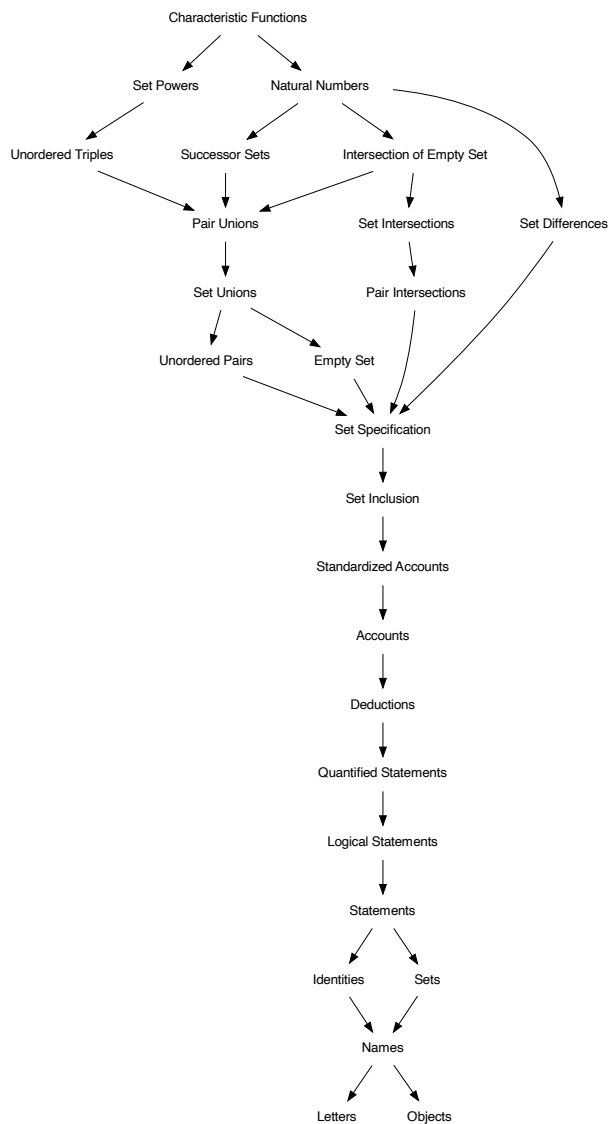 Characteristic Functions
Set Powers
Natural Numbers
Unordered Triples
Successor Sets
Intersection of Empty Set
Pair Unions
Set Intersections
Set Differences
Set Unions
Pair Intersections
Unordered Pairs
Empty Set
Set Specification
Set Inclusion
Standardized Accounts
Accounts
Deductions
Quantified Statements
Logical Statements
Statements
Identities
Sets
Names
Letters
Objects